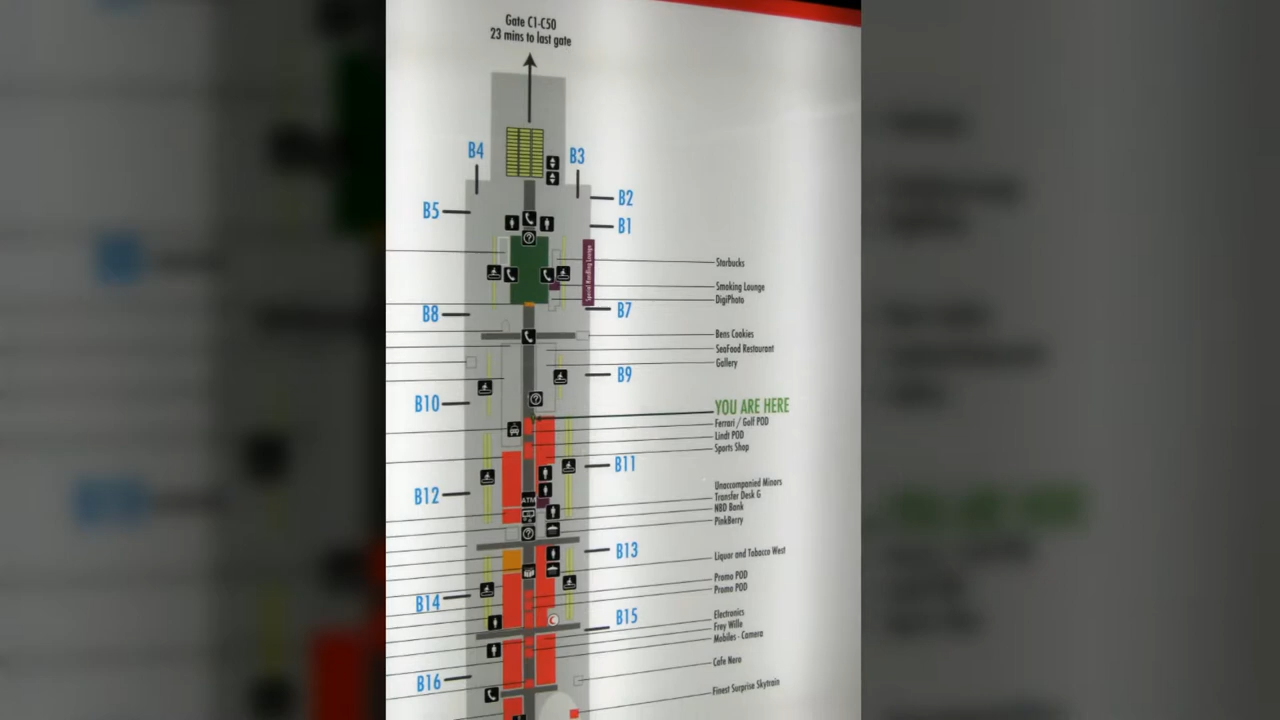 Gate C1-C50
23 mins to last gate
B4
B3
B2
B5
B1
Special Handling Lounge
Starbucks
Smoking Lounge
DigiPhoto
B8
B7
Bens Cookies
SeaFood Restaurant
Gallery
B9
B10
YOU ARE HERE
Ferrari / Golf POD
Lindt POD
Sports Shop
B11
B12
ATM
Unaccompanied Minors
Transfer Desk G
NBD Bank
PinkBerry
B13
Liquor and Tobacco West
Promo POD
Promo POD
B14
B15
Electronics
Frey Wille
Mobiles - Camera
Cafe Nero
B16
Finest Surprise Skytrain